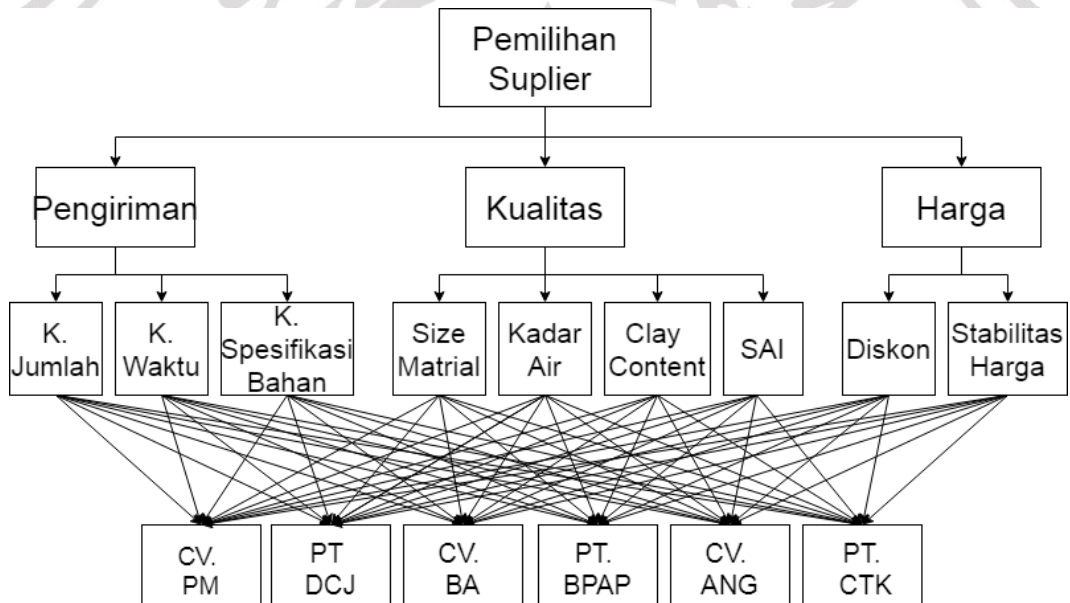 Pemilihan
Suplier
Pengiriman
Kualitas
Harga
K.
Jumlah
K.
Waktu
K.
Spesifikasi
Bahan
Size
Matrial
Kadar
Air
Clay
Content
SAI
Diskon
Stabilitas
Harga
CV.
PM
PT
DCJ
CV.
BA
PT.
BPAP
CV.
ANG
PT.
CTK